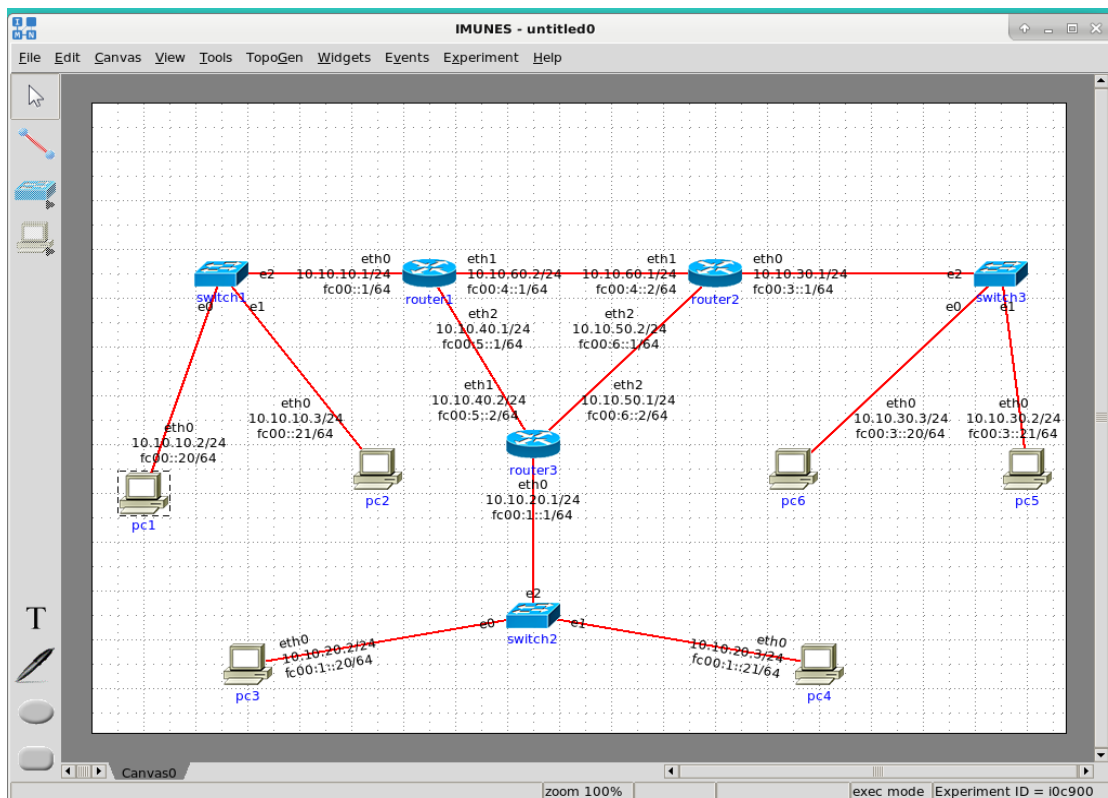 IMUNES - untitled0
File Edit Canvas View Tools TopoGen Widgets Events Experiment Help
eth0
10.10.10.1/24
fc00::1/64
eth1
10.10.60.2/24
fc00:4::1/64
eth1
10.10.60.1/24
fc00:4::2/64
eth0
10.10.30.1/24
fc00:3::1/64
e2
e2
switch1
router1
router2
switch3
e0
e1
e0
e1
eth2
10.10.40.1/24
fc00:5::1/64
eth2
10.10.50.2/24
fc00:6::1/64
eth1
10.10.40.2/24
fc00:5::2/64
eth2
10.10.50.1/24
fc00:6::2/64
eth0
10.10.10.2/24
fc00::20/64
eth0
10.10.10.3/24
fc00::21/64
eth0
10.10.30.3/24
fc00:3::20/64
eth0
10.10.30.2/24
fc00:3::21/64
router3
eth0
10.10.20.1/24
fc00:1::1/64
pc1
pc2
pc6
pc5
e2
e0
e1
switch2
eth0
10.10.20.2/24
fc00:1::20/64
eth0
10.10.20.3/24
fc00:1::21/64
pc3
pc4
T
Canvas0
zoom 100%
exec mode
Experiment ID = i0c900